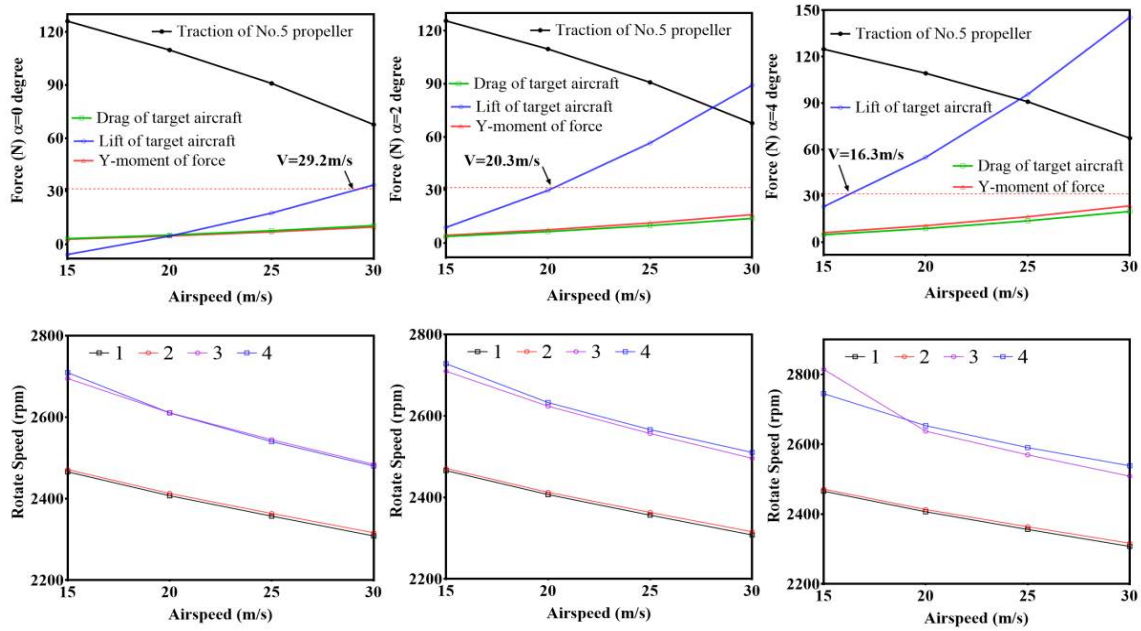 Force (N) α=0 degree
120
90
60
30
0
Traction of No.5 propeller
Drag of target aircraft
Lift of target aircraft
Y-moment of force
V=29.2m/s
15 20 25 30
Airspeed (m/s)
Force (N) α=2 degree
120
90
60
30
0
Traction of No.5 propeller
Drag of target aircraft
Lift of target aircraft
Y-moment of force
V=20.3m/s
15 20 25 30
Airspeed (m/s)
Force (N) α=4 degree
150
120
90
60
30
0
Traction of No.5 propeller
Lift of target aircraft
V=16.3m/s
Drag of target aircraft
Y-moment of force
15 20 25 30
Airspeed (m/s)
Rotate Speed (rpm)
2800
2600
2400
2200
1 2 3 4
15 20 25 30
Airspeed (m/s)
Rotate Speed (rpm)
2800
2600
2400
2200
1 2 3 4
15 20 25 30
Airspeed (m/s)
Rotate Speed (rpm)
2800
2600
2400
2200
1 2 3 4
15 20 25 30
Airspeed (m/s)